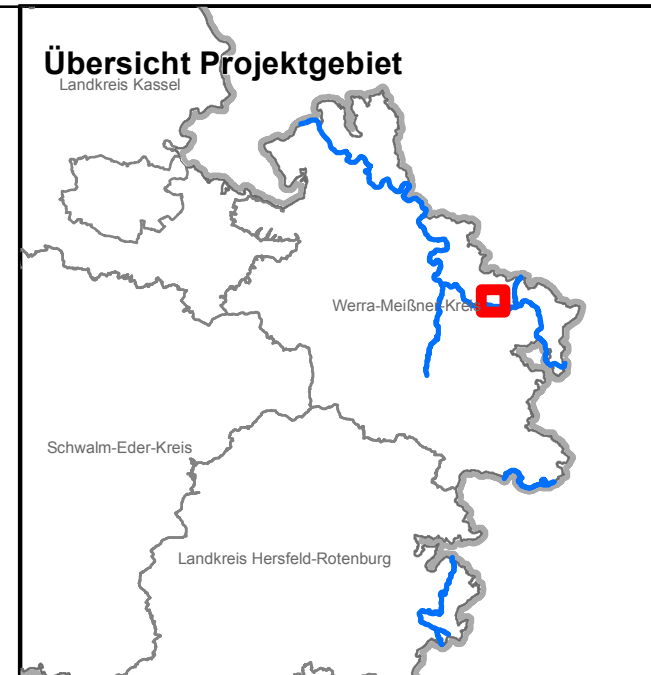 Übersicht Projektgebiet
Landkreis Kassel
Werra-Meißner-Kreis
Schwalm-Eder-Kreis
Landkreis Hersfeld-Rotenburg